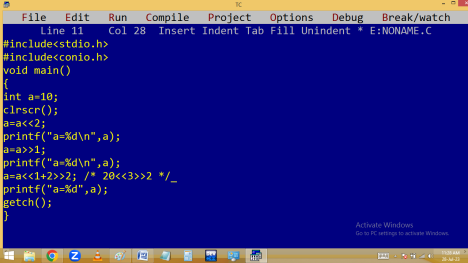 TC
File Edit Run Compile Project Options Debug Break/watch
Line 11 Col 28 Insert Indent Tab Fill Unindent * E:NONAME.C
#include<stdio.h>
#include<conio.h>
void main()
{
int a=10;
clrscr();
a=a<<2;
printf("a=%d\n",a);
a=a>>1;
printf("a=%d\n",a);
a=a<<1+2>>2; /* 20<<3>>2 */_
printf("a=%d",a);
getch();
}
Activate Windows
Go to PC settings to activate Windows.